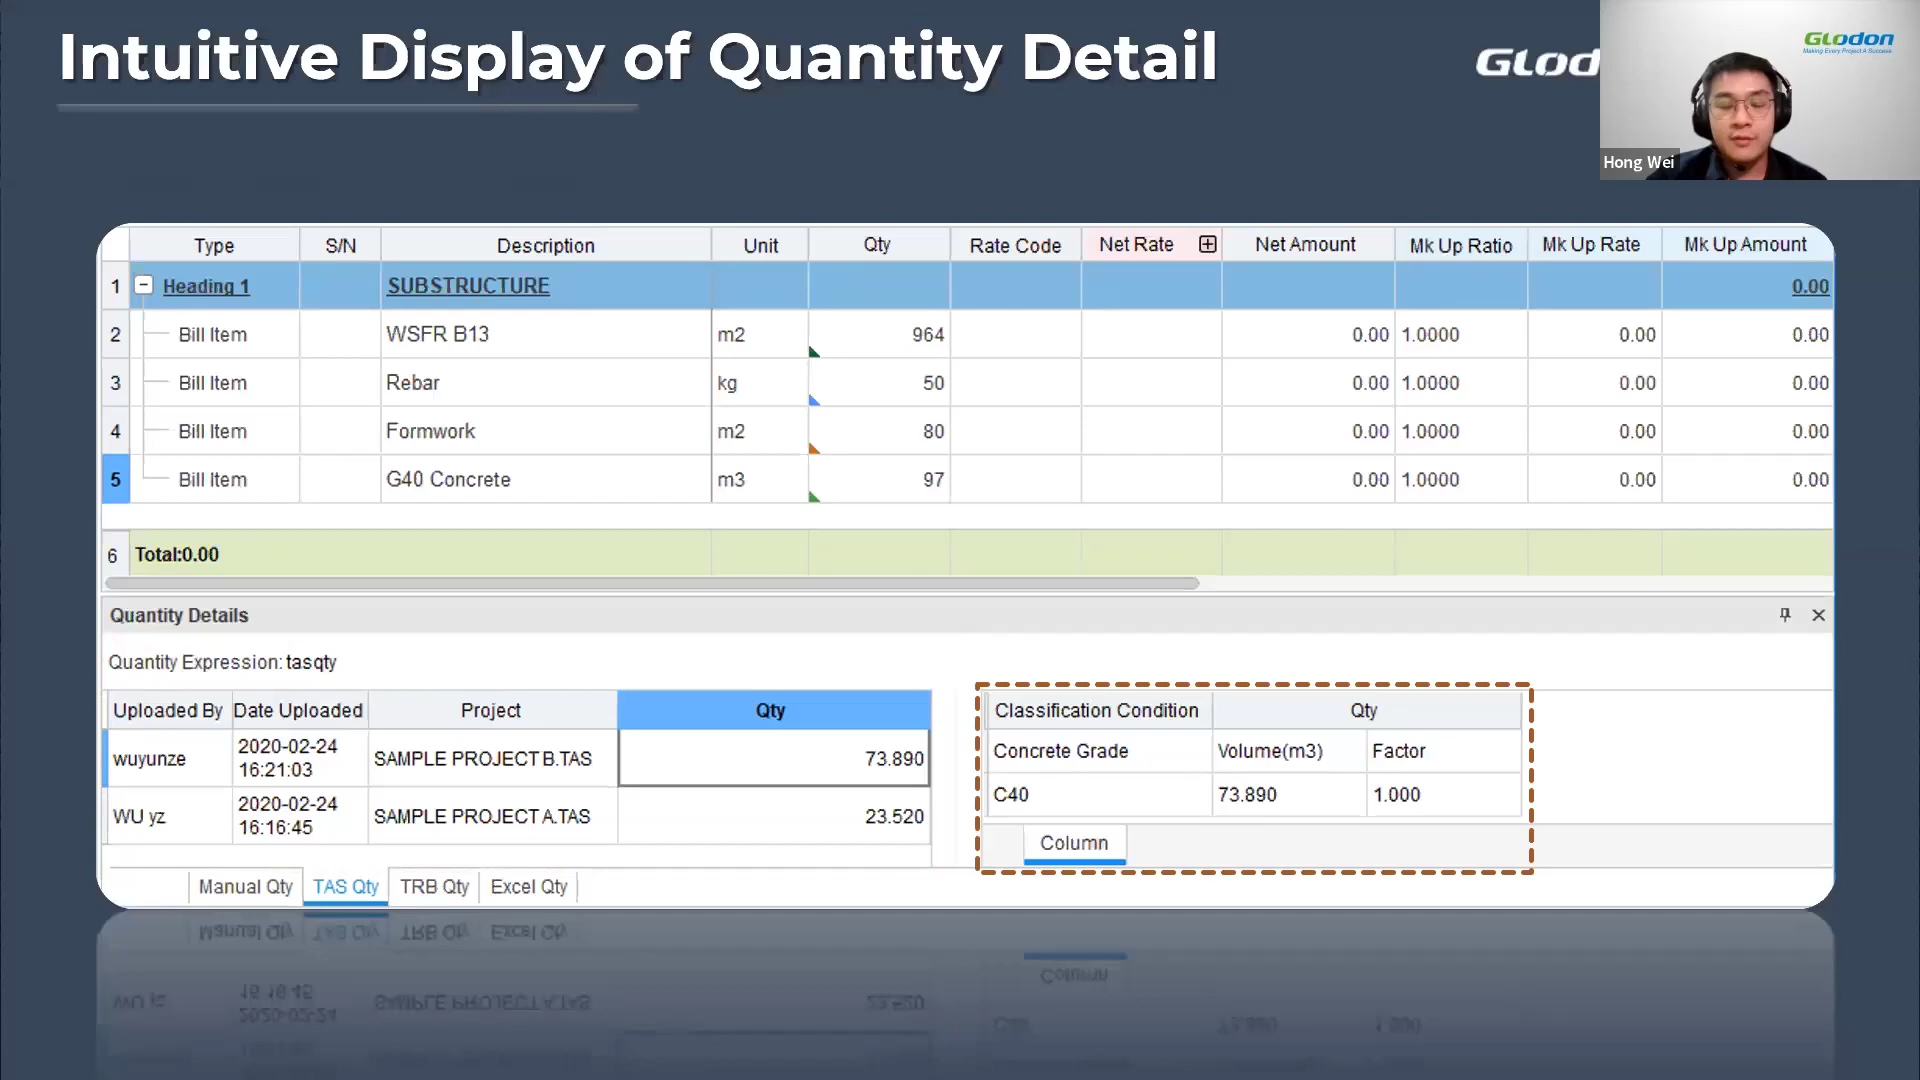 Intuitive Display of Quantity Detail
GLOD
GLODON
Making Every Project A Success
Hong Wei
Type S/N Description Unit Qty Rate Code Net Rate Net Amount Mk Up Ratio Mk Up Rate Mk Up Amount
1 Heading 1 SUBSTRUCTURE 0.00
2 Bill Item WSFR B13 m2 964 0.00 1.0000 0.00 0.00
3 Bill Item Rebar kg 50 0.00 1.0000 0.00 0.00
4 Bill Item Formwork m2 80 0.00 1.0000 0.00 0.00
5 Bill Item G40 Concrete m3 97 0.00 1.0000 0.00 0.00
6 Total:0.00
Quantity Details
Quantity Expression: tasqty
Uploaded By Date Uploaded Project Qty
wuyunze 2020-02-24 16:21:03 SAMPLE PROJECT B.TAS 73.890
WU yz 2020-02-24 16:16:45 SAMPLE PROJECT A.TAS 23.520
Classification Condition Qty
Concrete Grade Volume(m3) Factor
C40 73.890 1.000
Column
Manual Qty TAS Qty TRB Qty Excel Qty